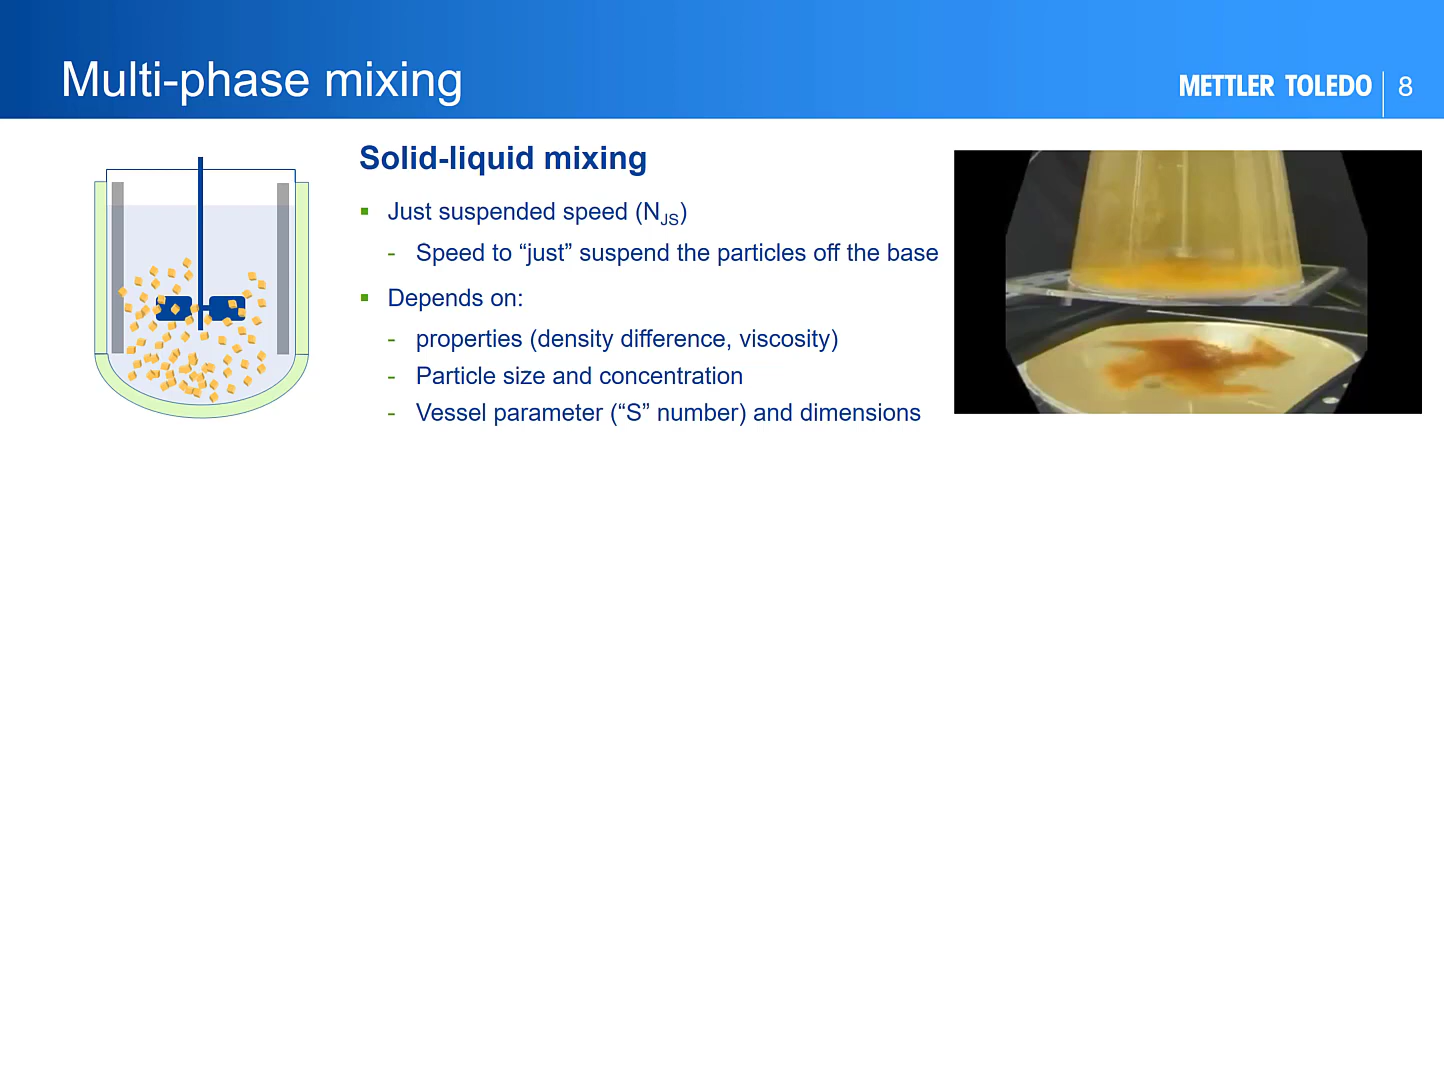 Multi-phase mixing
METTLER TOLEDO
8
Solid-liquid mixing
▪ Just suspended speed (NJS)
- Speed to “just” suspend the particles off the base
▪ Depends on:
- properties (density difference, viscosity)
- Particle size and concentration
- Vessel parameter (“S” number) and dimensions